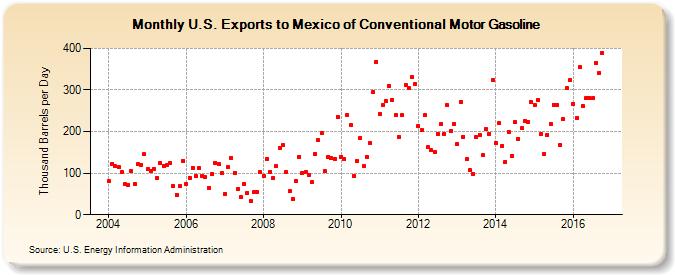 Monthly U.S. Exports to Mexico of Conventional Motor Gasoline
Thousand Barrels per Day
400
300
200
100
0
2004 2006 2008 2010 2012 2014 2016
Source: U.S. Energy Information Administration